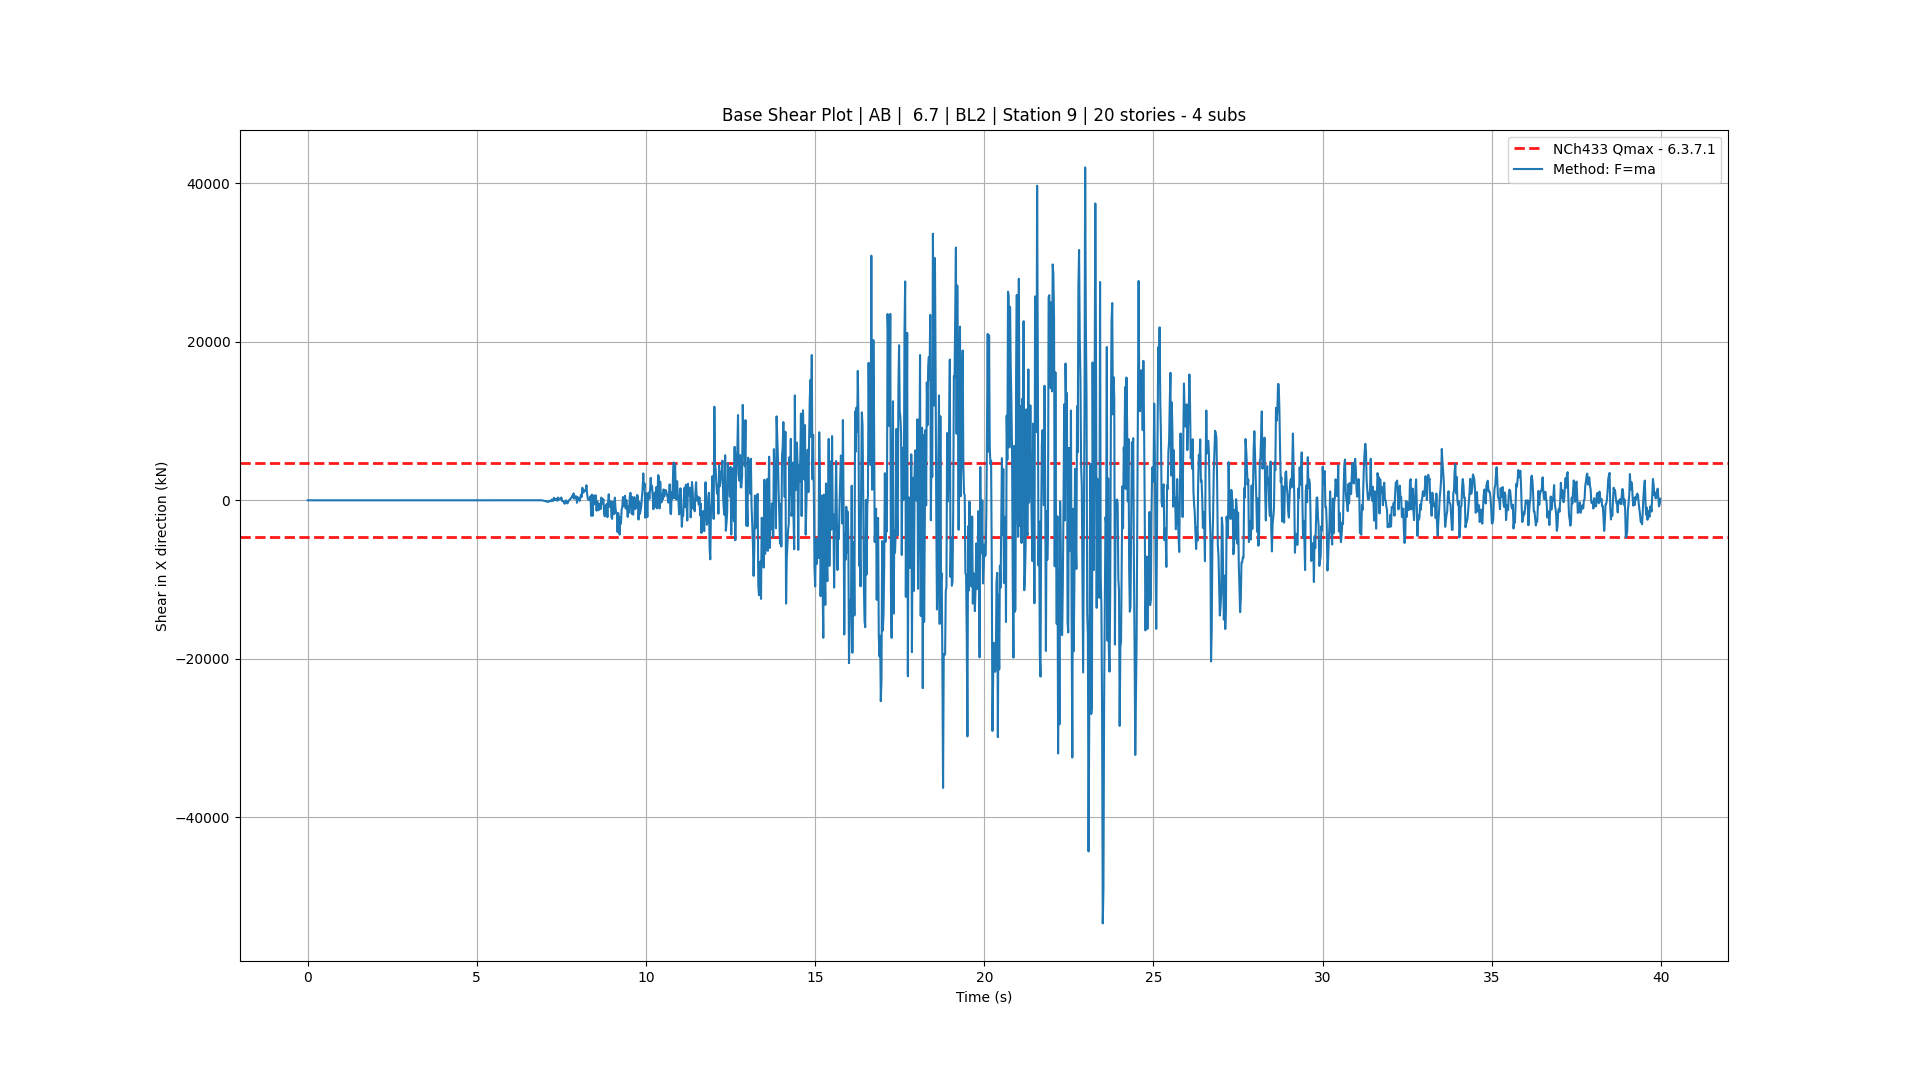 Base Shear Plot | AB |  6.7 | BL2 | Station 9 | 20 stories - 4 subs
NCh433 Qmax - 6.3.7.1
Method: F=ma
Shear in X direction (kN)
40000
20000
0
−20000
−40000
0 5 10 15 20 25 30 35 40
Time (s)